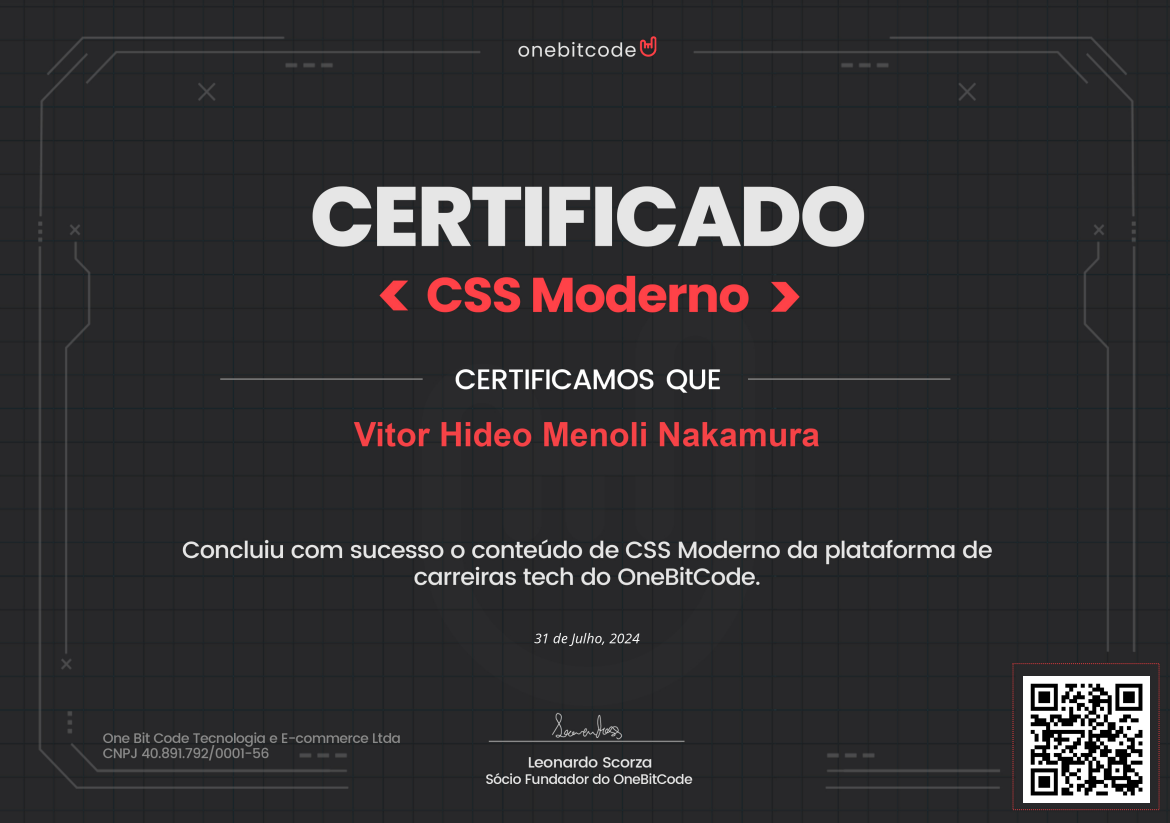 onebitcode
CERTIFICADO
< CSS Moderno >
CERTIFICAMOS QUE
Vitor Hideo Menoli Nakamura
Concluiu com sucesso o conteúdo de CSS Moderno da plataforma de
carreiras tech do OneBitCode.
31 de Julho, 2024
One Bit Code Tecnologia e E-commerce Ltda
CNPJ 40.891.792/0001-56
Leonardo Scorza
Sócio Fundador do OneBitCode